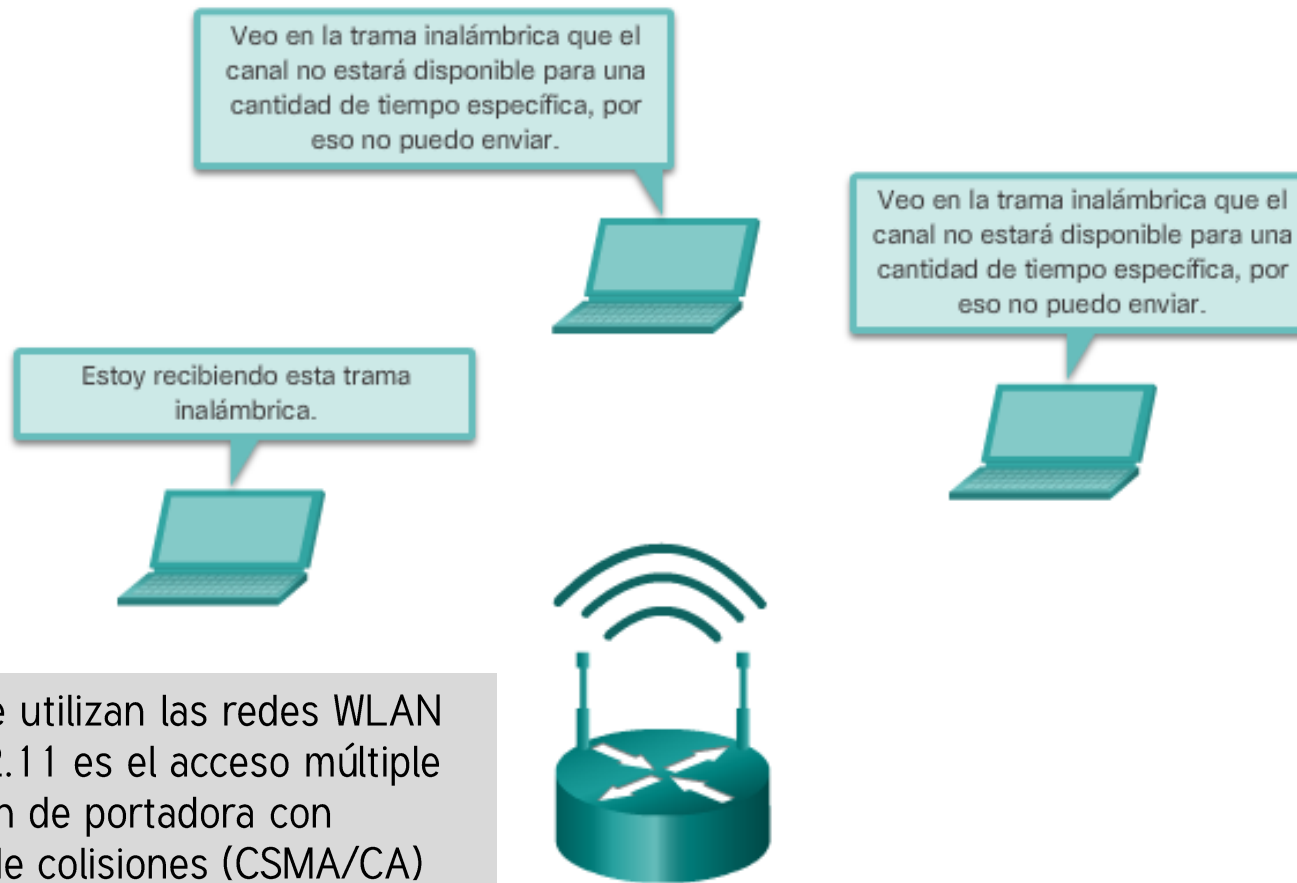 Veo en la trama inalámbrica que el
canal no estará disponible para una
cantidad de tiempo específica, por
eso no puedo enviar.
Veo en la trama inalámbrica que el
canal no estará disponible para una
cantidad de tiempo específica, por
eso no puedo enviar.
Estoy recibiendo esta trama
inalámbrica.
utilizan las redes WLAN
es el acceso múltiple
de portadora con
colisiones (CSMA/CA)